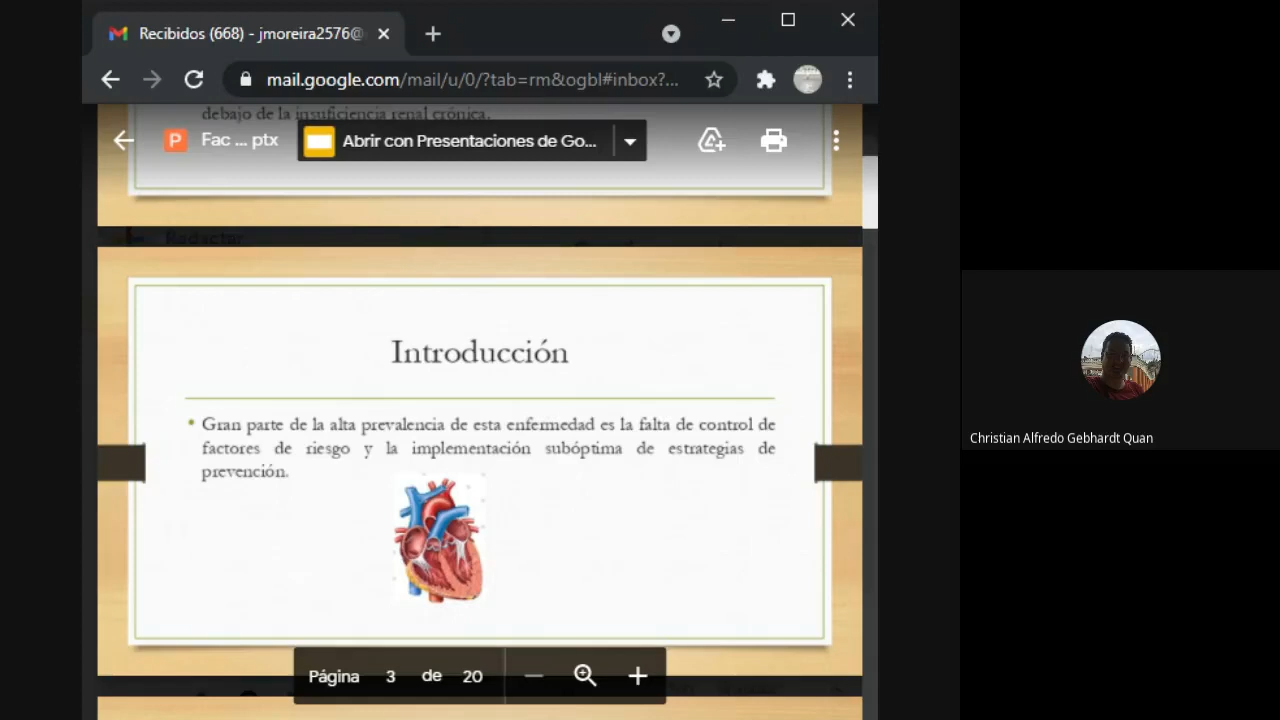 Recibidos (668) - jmoreira2576@
mail.google.com/mail/u/0/?tab=rm&ogbl#inbox?...
debajo de la insuficiencia renal crónica.
P Fac ... ptx
Abrir con Presentaciones de Go...
Redactar
Introducción
• Gran parte de la alta prevalencia de esta enfermedad es la falta de control de
factores de riesgo y la implementación subóptima de estrategias de
prevención.
Christian Alfredo Gebhardt Quan
Página 3 de 20